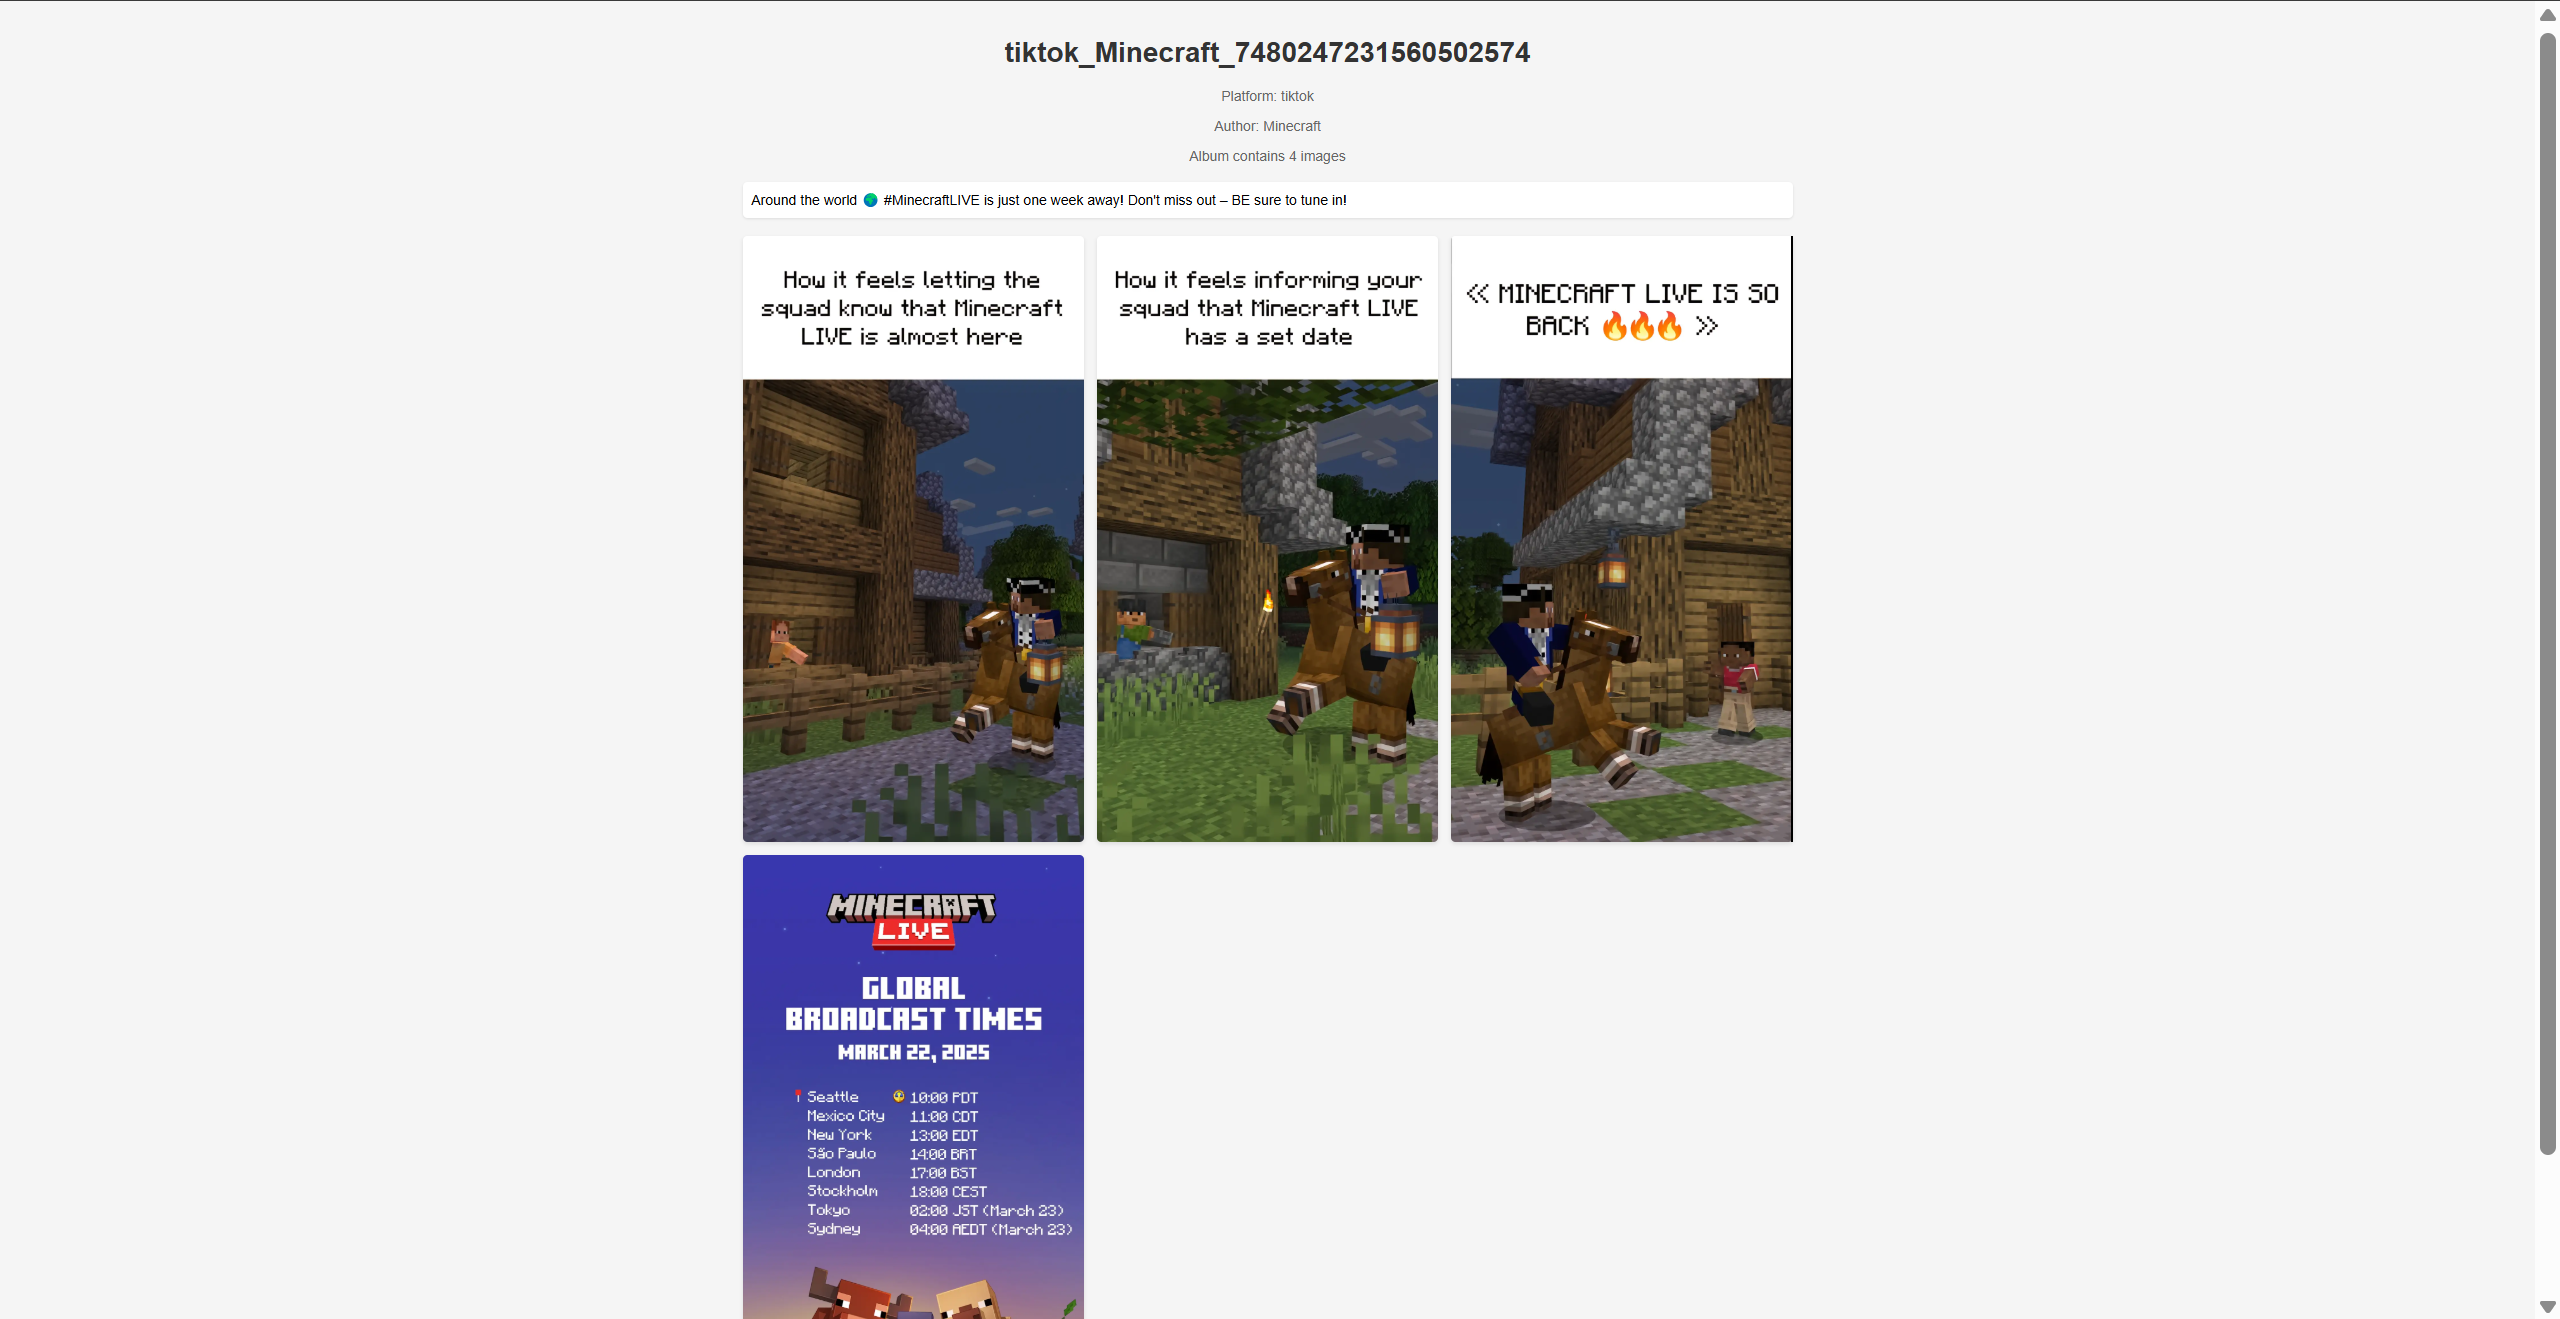 tiktok_Minecraft_7480247231560502574
Platform: tiktok
Author: Minecraft
Album contains 4 images
Around the world 🌍 #MinecraftLIVE is just one week away! Don't miss out – BE sure to tune in!
How it feels letting the
squad know that Minecraft
LIVE is almost here
How it feels informing your
squad that Minecraft LIVE
has a set date
<< MINECRAFT LIVE IS SO
BACK 🔥🔥🔥 >>
MINECRAFT
LIVE
GLOBAL
BROADCAST TIMES
MARCH 22, 2025
Seattle 10:00 PDT
Mexico City 11:00 CDT
New York 13:00 EDT
São Paulo 14:00 BRT
London 17:00 BST
Stockholm 18:00 CEST
Tokyo 02:00 JST (March 23)
Sydney 04:00 AEDT (March 23)